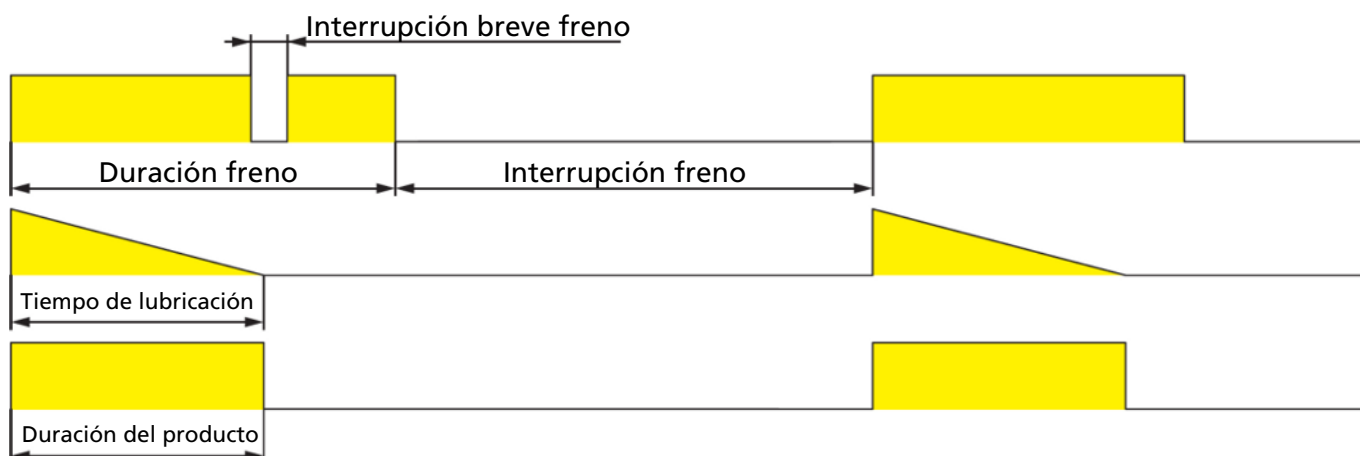 Interrupción breve freno
Duración freno
Interrupción freno
Tiempo de lubricación
Duración del producto